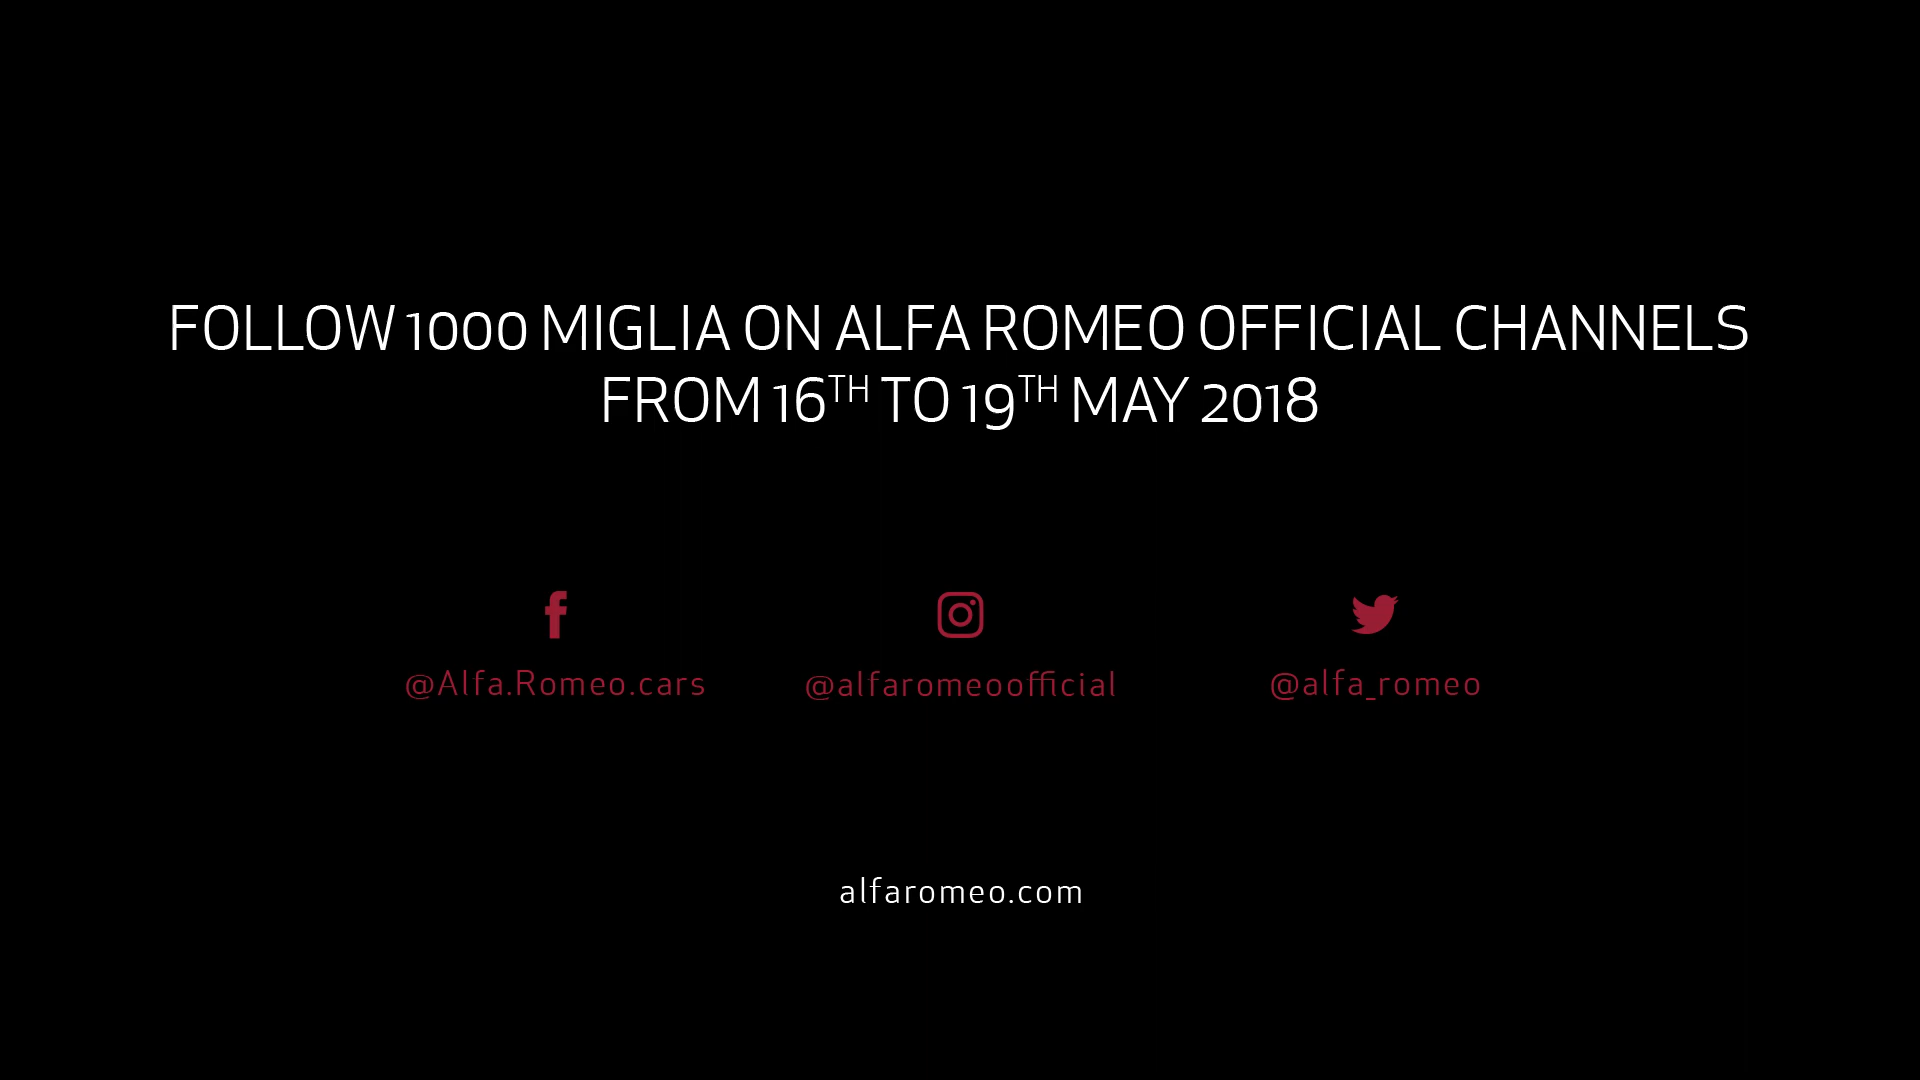 FOLLOW 1000 MIGLIA ON ALFA ROMEO OFFICIAL CHANNELS
FROM 16TH TO 19TH MAY 2018
@Alfa.Romeo.cars
@alfaromeoofficial
@alfa_romeo
alfaromeo.com